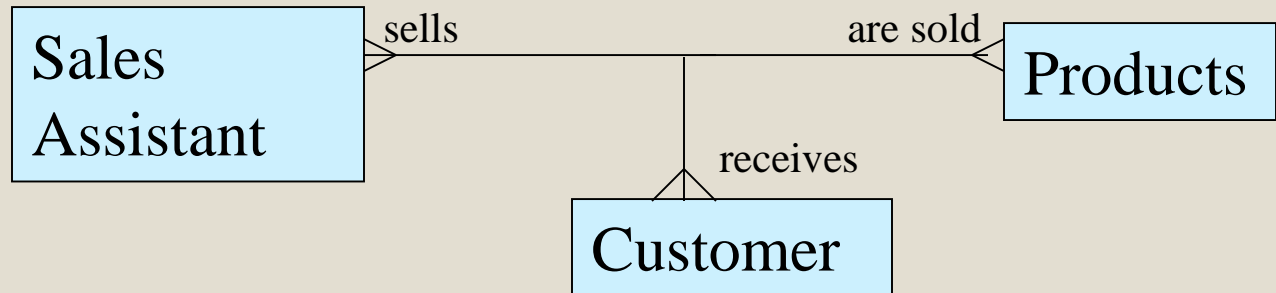 sells
are sold
Sales
Assistant
Products
receives
Customer